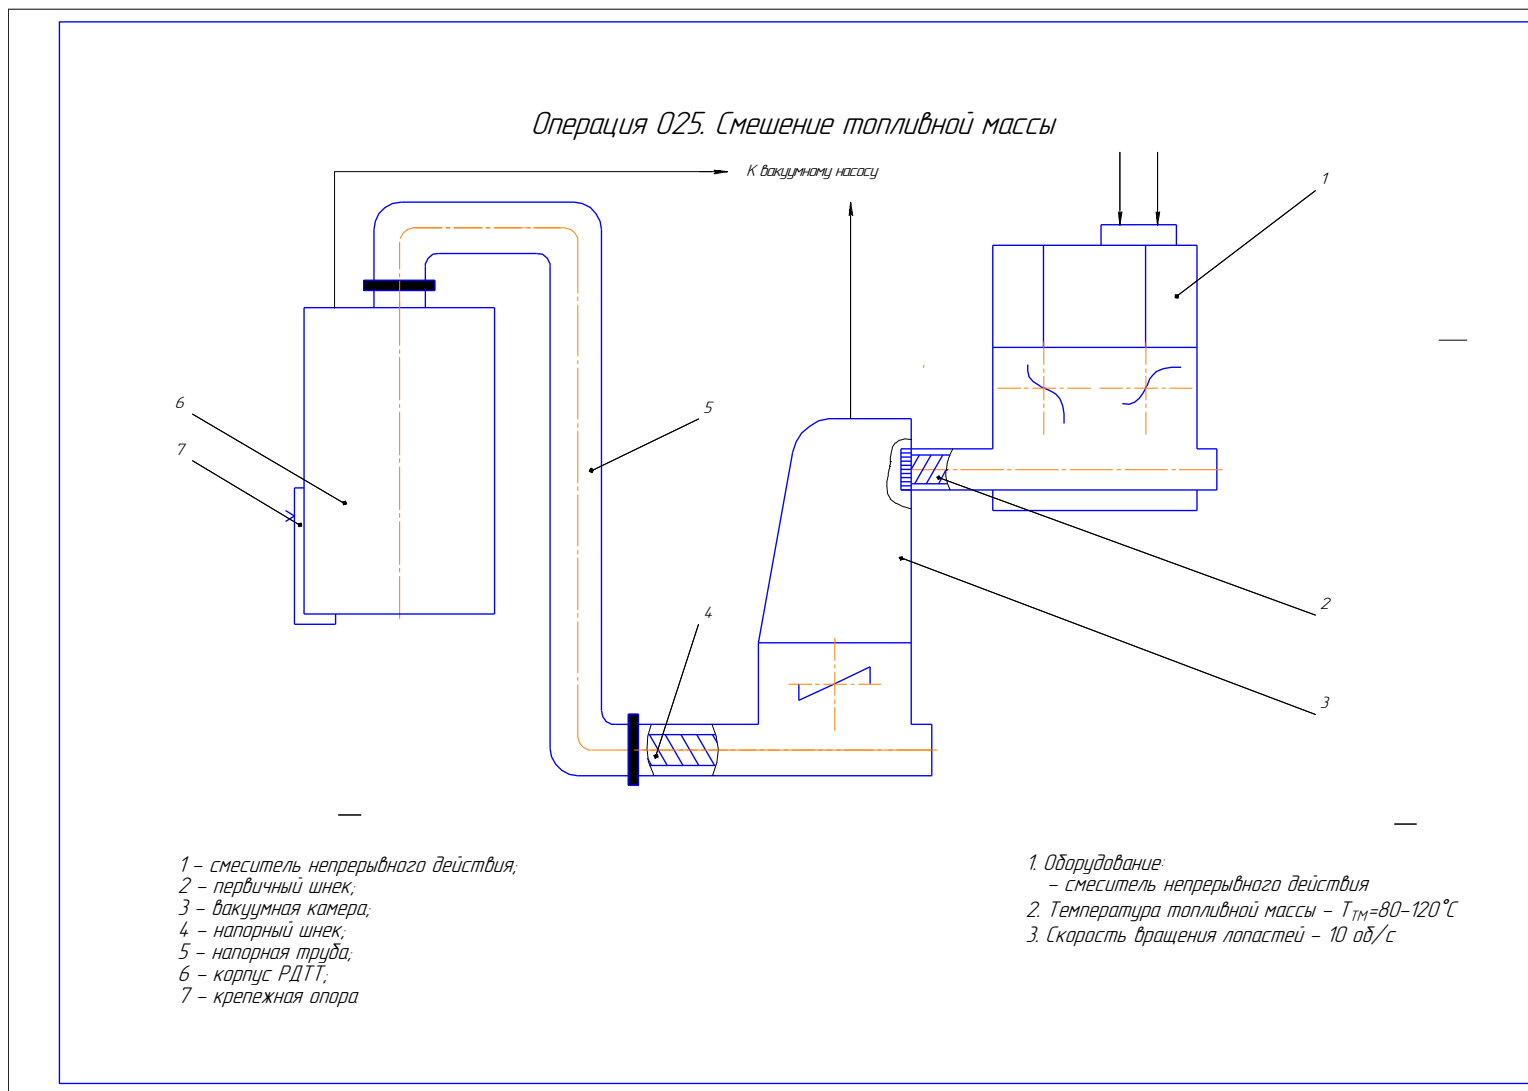 Операция 025. Смешение топливной массы
К вакуумному насосу
1
6
5
7
2
4
3
1 – смеситель непрерывного действия;
2 – первичный шнек;
3 – вакуумная камера;
4 – напорный шнек;
5 – напорная труба;
6 – корпус РДТТ;
7 – крепежная опора
1. Оборудование:
– смеситель непрерывного действия
2. Температура топливной массы – TТМ=80–120°C
3. Скорость вращения лопастей – 10 об/с